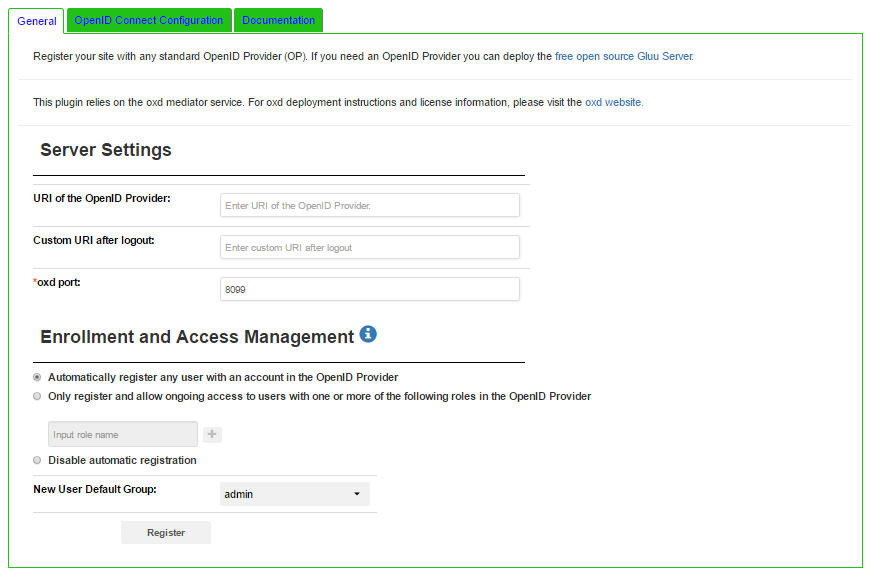 General OpenID Connect Configuration Documentation
Register your site with any standard OpenID Provider (OP). If you need an OpenID Provider you can deploy the free open source Gluu Server.
This plugin relies on the oxd mediator service. For oxd deployment instructions and license information, please visit the oxd website.
Server Settings
URI of the OpenID Provider:
Enter URI of the OpenID Provider.
Custom URI after logout:
Enter custom URI after logout
*oxd port:
8099
Enrollment and Access Management
Automatically register any user with an account in the OpenID Provider
Only register and allow ongoing access to users with one or more of the following roles in the OpenID Provider
Input role name
Disable automatic registration
New User Default Group:
admin
Register